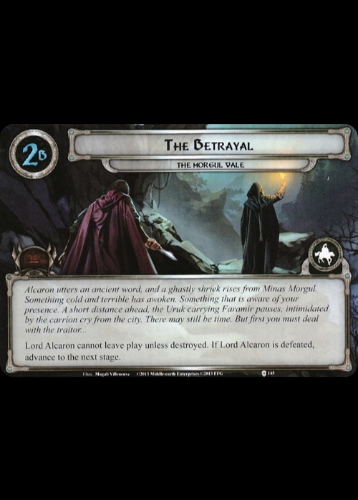 2B
THE BETRAYAL
THE MORGUL VALE
Alcaron utters an ancient word, and a ghastly shriek rises from Minas Morgul.
Something cold and terrible has awoken. Something that is aware of your
presence. A short distance ahead, the Uruk carrying Faramir pauses, intimidated
by the carrion cry from the city. There may still be time. But first you must deal
with the traitor...
Lord Alcaron cannot leave play unless destroyed. If Lord Alcaron is defeated,
advance to the next stage.
Illus. Magali Villeneuve ©2013 Middle-earth Enterprises ©2013 FFG 145